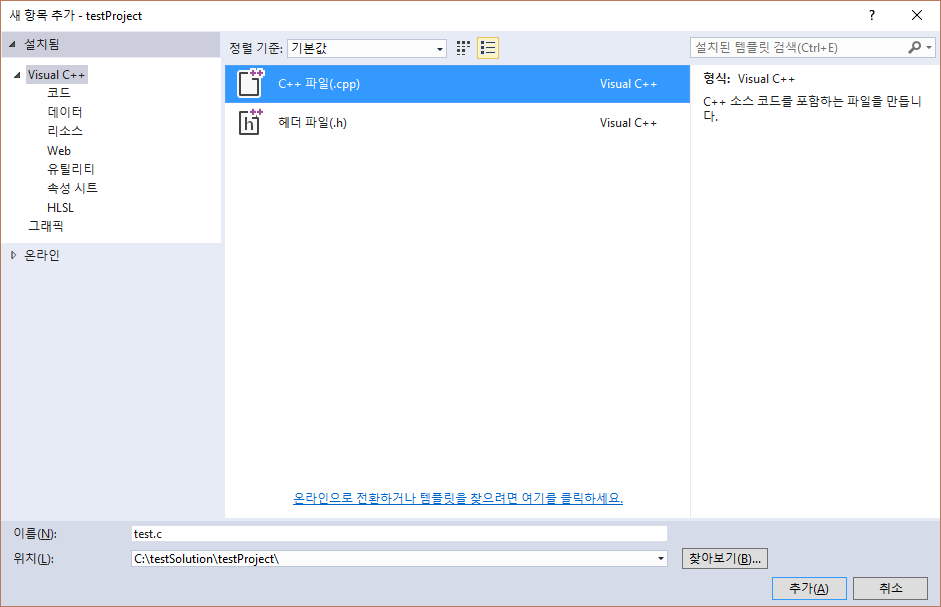 새 항목 추가 - testProject
?
설치됨
정렬 기준: 기본값
설치된 템플릿 검색(Ctrl+E)
Visual C++
코드
데이터
리소스
Web
유틸리티
속성 시트
HLSL
그래픽
온라인
C++ 파일(.cpp) Visual C++
헤더 파일(.h) Visual C++
형식: Visual C++
C++ 소스 코드를 포함하는 파일을 만듭니
다.
온라인으로 전환하거나 템플릿을 찾으려면 여기를 클릭하세요.
이름(N): test.c
위치(L): C:\testSolution\testProject\
찾아보기(B)...
추가(A) 취소